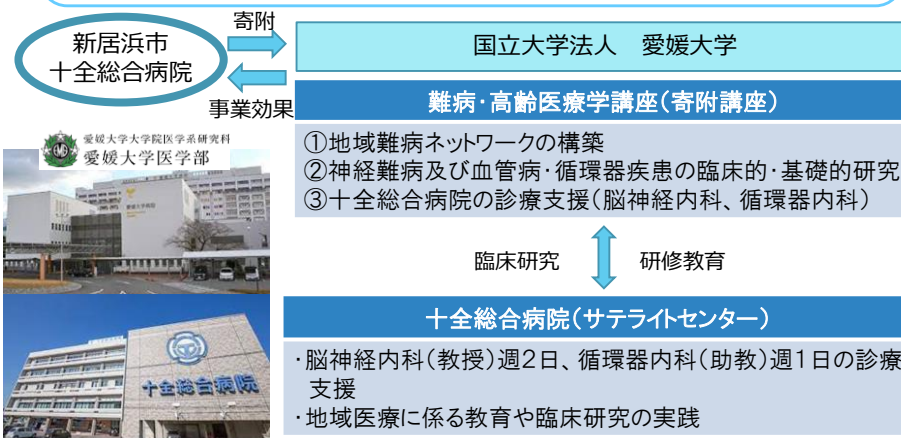 寄附
新居浜市
十全総合病院
国立大学法人　愛媛大学
事業効果
難病・高齢医療学講座(寄附講座)
愛媛大学大学院医学系研究科
愛媛大学医学部
①地域難病ネットワークの構築
②神経難病及び血管病・循環器疾患の臨床的・基礎的研究
③十全総合病院の診療支援(脳神経内科、循環器内科)
臨床研究
研修教育
十全総合病院(サテライトセンター)
・脳神経内科(教授)週2日、循環器内科(助教)週1日の診療
支援
・地域医療に係る教育や臨床研究の実践
十全総合病院